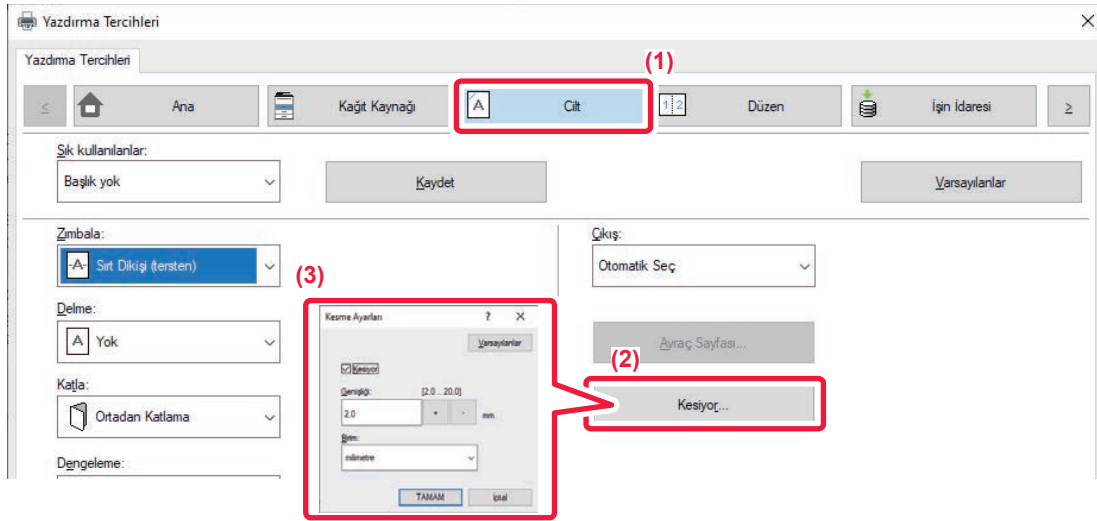 Yazdırma Tercihleri
Yazdırma Tercihleri
(1)
< Ana Kağıt Kaynağı A Cilt 1 2 Düzen İşin İdaresi >
Sık kullanılanlar:
Başlık yok Kaydet Varsayılanlar
Zımbala: Çıkış:
-A- Sırt Dikişi (tersten) Otomatik Seç
(3)
Delme:
A Yok
Kesme Ayarları ? X
Varsayılanlar
Kesiyor
Genişliği: [2.0 .. 20.0]
2.0 + - mm.
Birim:
milimetre
TAMAM İptal
Ayraç Sayfası...
(2)
Kesiyor...
Katla:
Ortadan Katlama
Dengeleme: